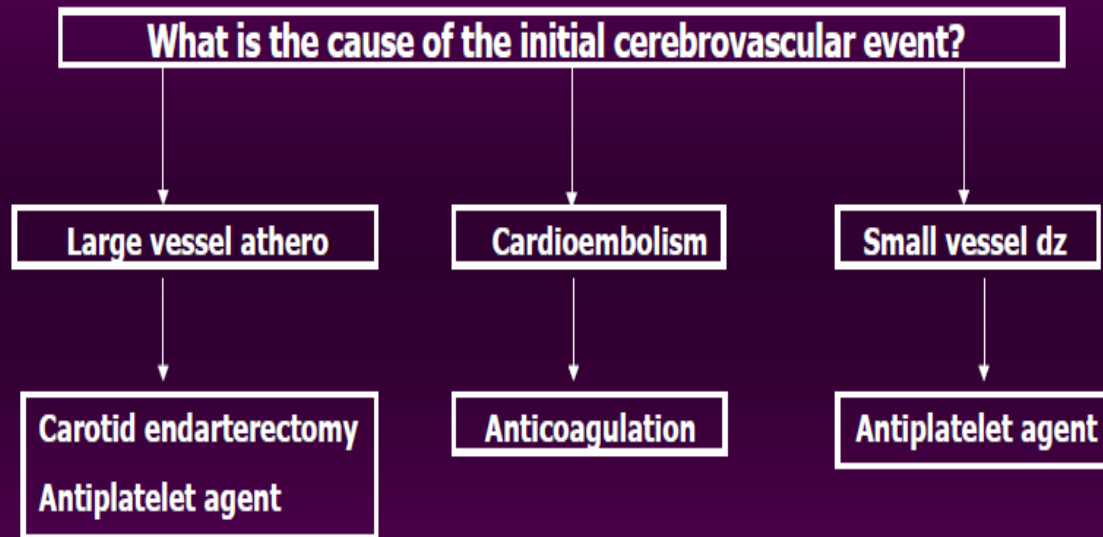 What is the cause of the initial cerebrovascular event?
Large vessel athero
Cardioembolism
Small vessel dz
Carotid endarterectomy
Antiplatelet agent
Anticoagulation
Antiplatelet agent